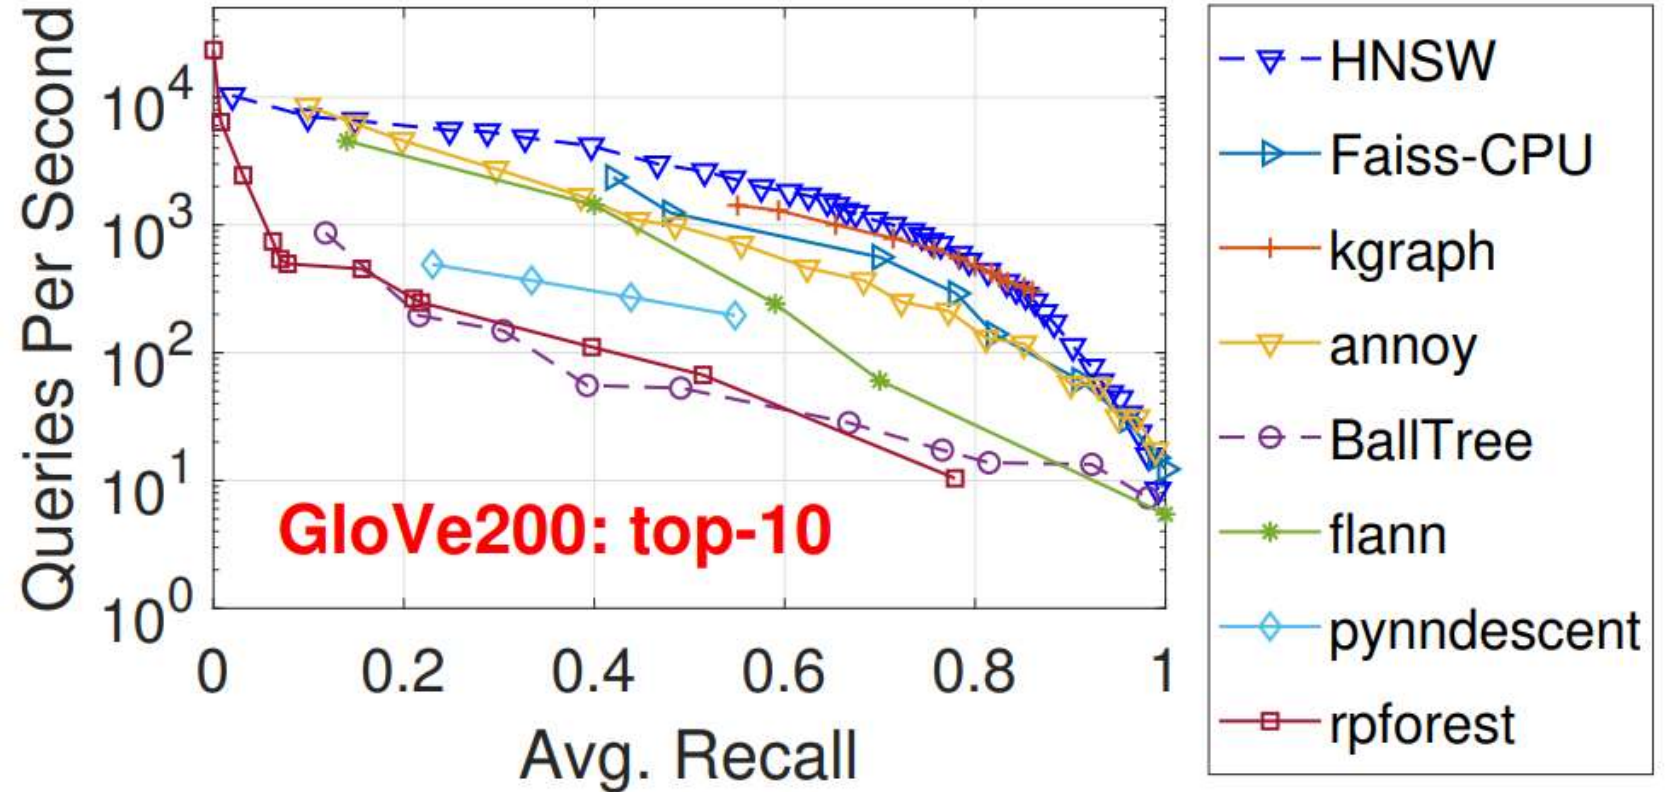 Queries Per Second
10^4
10^3
10^2
10^1
10^0
GloVe200: top-10
0 0.2 0.4 0.6 0.8 1
Avg. Recall
HNSW
Faiss-CPU
kgraph
annoy
BallTree
flann
pynndescent
rpforest